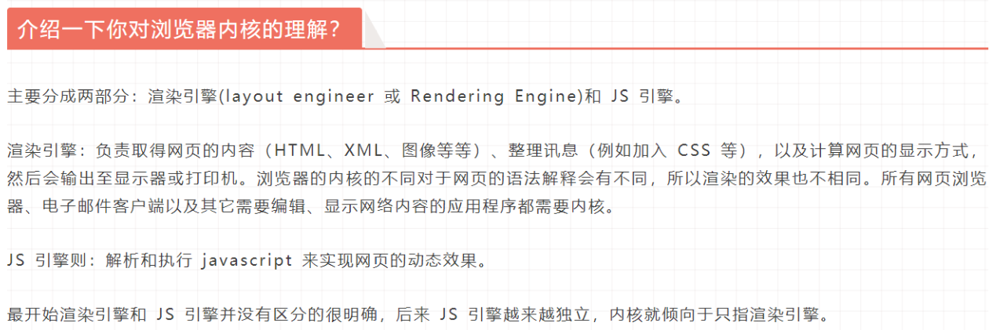 介绍一下你对浏览器内核的理解？
主要分成两部分：渲染引擎(layout engineer 或 Rendering Engine)和 JS 引擎。
渲染引擎：负责取得网页的内容（HTML、XML、图像等等）、整理讯息（例如加入 CSS 等），以及计算网页的显示方式，
然后会输出至显示器或打印机。浏览器的内核的不同对于网页的语法解释会有不同，所以渲染的效果也不相同。所有网页浏览
器、电子邮件客户端以及其它需要编辑、显示网络内容的应用程序都需要内核。
JS 引擎则：解析和执行 javascript 来实现网页的动态效果。
最开始渲染引擎和 JS 引擎并没有区分的很明确，后来 JS 引擎越来越独立，内核就倾向于只指渲染引擎。